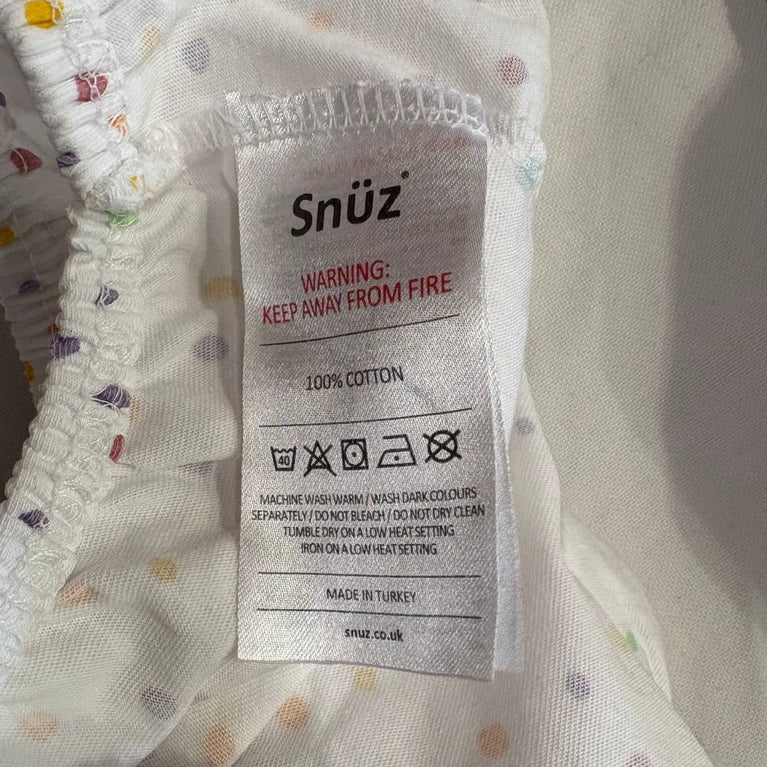 Snüz®
WARNING:
KEEP AWAY FROM FIRE
100% COTTON
40
MACHINE WASH WARM / WASH DARK COLOURS
SEPARATELY / DO NOT BLEACH / DO NOT DRY CLEAN
TUMBLE DRY ON A LOW HEAT SETTING
IRON ON A LOW HEAT SETTING
MADE IN TURKEY
snuz.co.uk